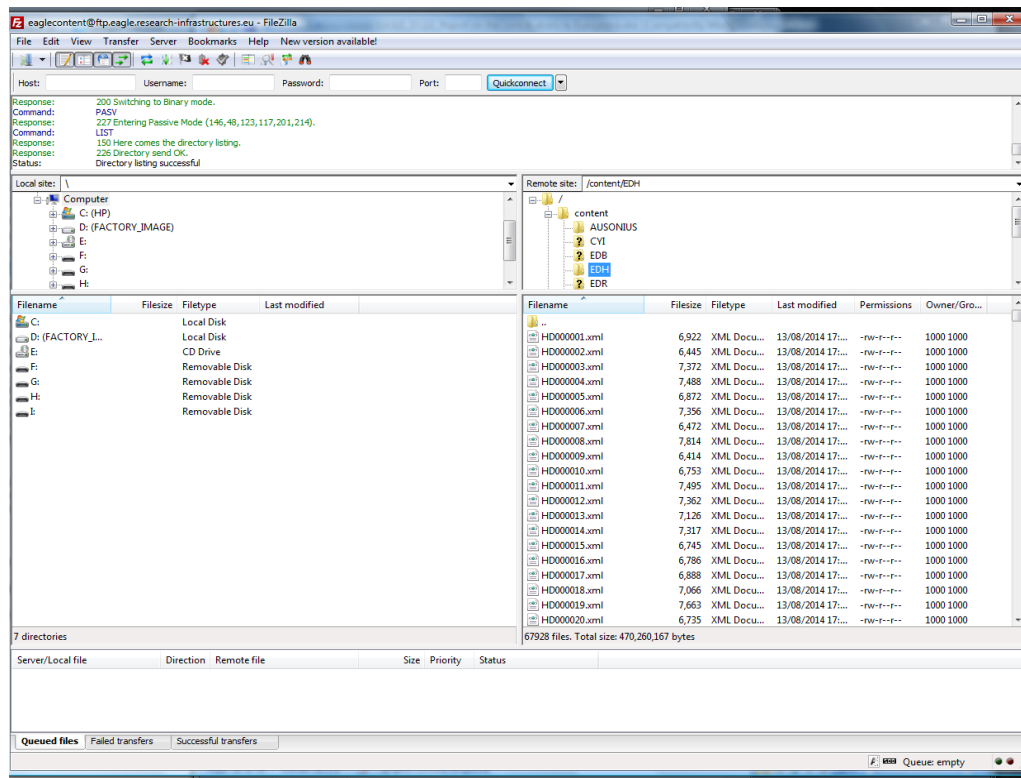 eaglecontent@ftp.eagle.research-infrastructures.eu - FileZilla
File Edit View Transfer Server Bookmarks Help New version available!
Host: Username: Password: Port: Quickconnect
Response: 200 Switching to Binary mode.
Command: PASV
Response: 227 Entering Passive Mode (146,48,123,117,201,214).
Command: LIST
Response: 150 Here comes the directory listing.
Response: 226 Directory send OK.
Status: Directory listing successful
Local site: \
Computer
C: (HP)
D: (FACTORY_IMAGE)
E:
F:
G:
H:
Remote site: /content/EDH
/
content
AUSONIUS
CYI
EDB
EDH
EDR
Filename Filesize Filetype Last modified
C: Local Disk
D: (FACTORY_I... Local Disk
E: CD Drive
F: Removable Disk
G: Removable Disk
H: Removable Disk
I: Removable Disk
7 directories
Filename Filesize Filetype Last modified Permissions Owner/Gro...
..
HD000001.xml 6,922 XML Docu... 13/08/2014 17:... -rw-r--r-- 1000 1000
HD000002.xml 6,445 XML Docu... 13/08/2014 17:... -rw-r--r-- 1000 1000
HD000003.xml 7,372 XML Docu... 13/08/2014 17:... -rw-r--r-- 1000 1000
HD000004.xml 7,488 XML Docu... 13/08/2014 17:... -rw-r--r-- 1000 1000
HD000005.xml 6,872 XML Docu... 13/08/2014 17:... -rw-r--r-- 1000 1000
HD000006.xml 7,356 XML Docu... 13/08/2014 17:... -rw-r--r-- 1000 1000
HD000007.xml 6,472 XML Docu... 13/08/2014 17:... -rw-r--r-- 1000 1000
HD000008.xml 7,814 XML Docu... 13/08/2014 17:... -rw-r--r-- 1000 1000
HD000009.xml 6,414 XML Docu... 13/08/2014 17:... -rw-r--r-- 1000 1000
HD000010.xml 6,753 XML Docu... 13/08/2014 17:... -rw-r--r-- 1000 1000
HD000011.xml 7,495 XML Docu... 13/08/2014 17:... -rw-r--r-- 1000 1000
HD000012.xml 7,362 XML Docu... 13/08/2014 17:... -rw-r--r-- 1000 1000
HD000013.xml 7,126 XML Docu... 13/08/2014 17:... -rw-r--r-- 1000 1000
HD000014.xml 7,317 XML Docu... 13/08/2014 17:... -rw-r--r-- 1000 1000
HD000015.xml 6,745 XML Docu... 13/08/2014 17:... -rw-r--r-- 1000 1000
HD000016.xml 6,786 XML Docu... 13/08/2014 17:... -rw-r--r-- 1000 1000
HD000017.xml 6,888 XML Docu... 13/08/2014 17:... -rw-r--r-- 1000 1000
HD000018.xml 7,066 XML Docu... 13/08/2014 17:... -rw-r--r-- 1000 1000
HD000019.xml 7,663 XML Docu... 13/08/2014 17:... -rw-r--r-- 1000 1000
HD000020.xml 6,735 XML Docu... 13/08/2014 17:... -rw-r--r-- 1000 1000
67928 files. Total size: 470,260,167 bytes
Server/Local file Direction Remote file Size Priority Status
Queued files Failed transfers Successful transfers
Queue: empty